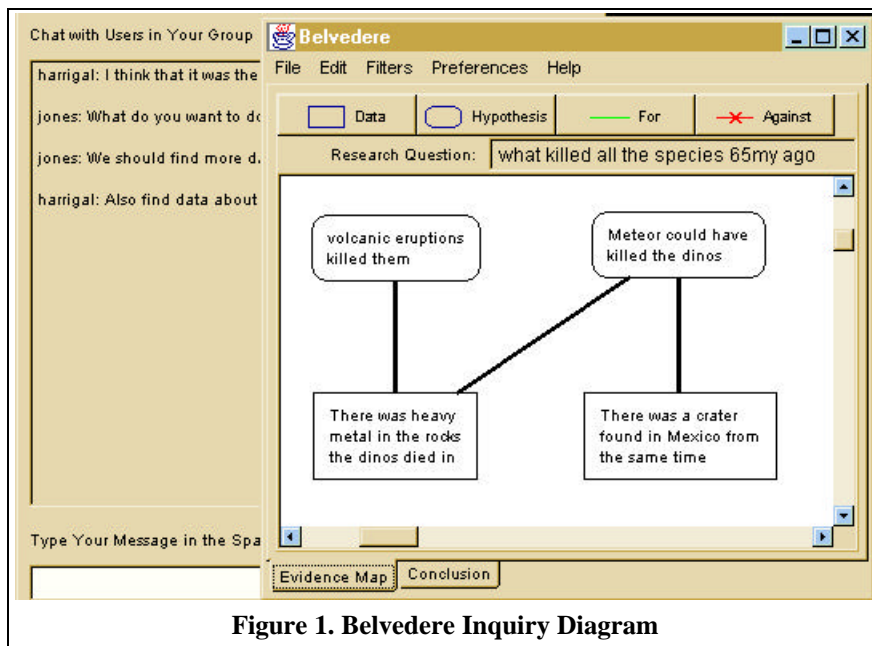 Chat with Users in Your Group
harrigal: I think that it was the
jones: What do you want to do
jones: We should find more d
harrigal: Also find data about
Type Your Message in the Spa
Belvedere
File Edit Filters Preferences Help
Data Hypothesis For Against
Research Question: what killed all the species 65my ago
volcanic eruptions
killed them
Meteor could have
killed the dinos
There was heavy
metal in the rocks
the dinos died in
There was a crater
found in Mexico from
the same time
Evidence Map Conclusion
Figure 1. Belvedere Inquiry Diagram